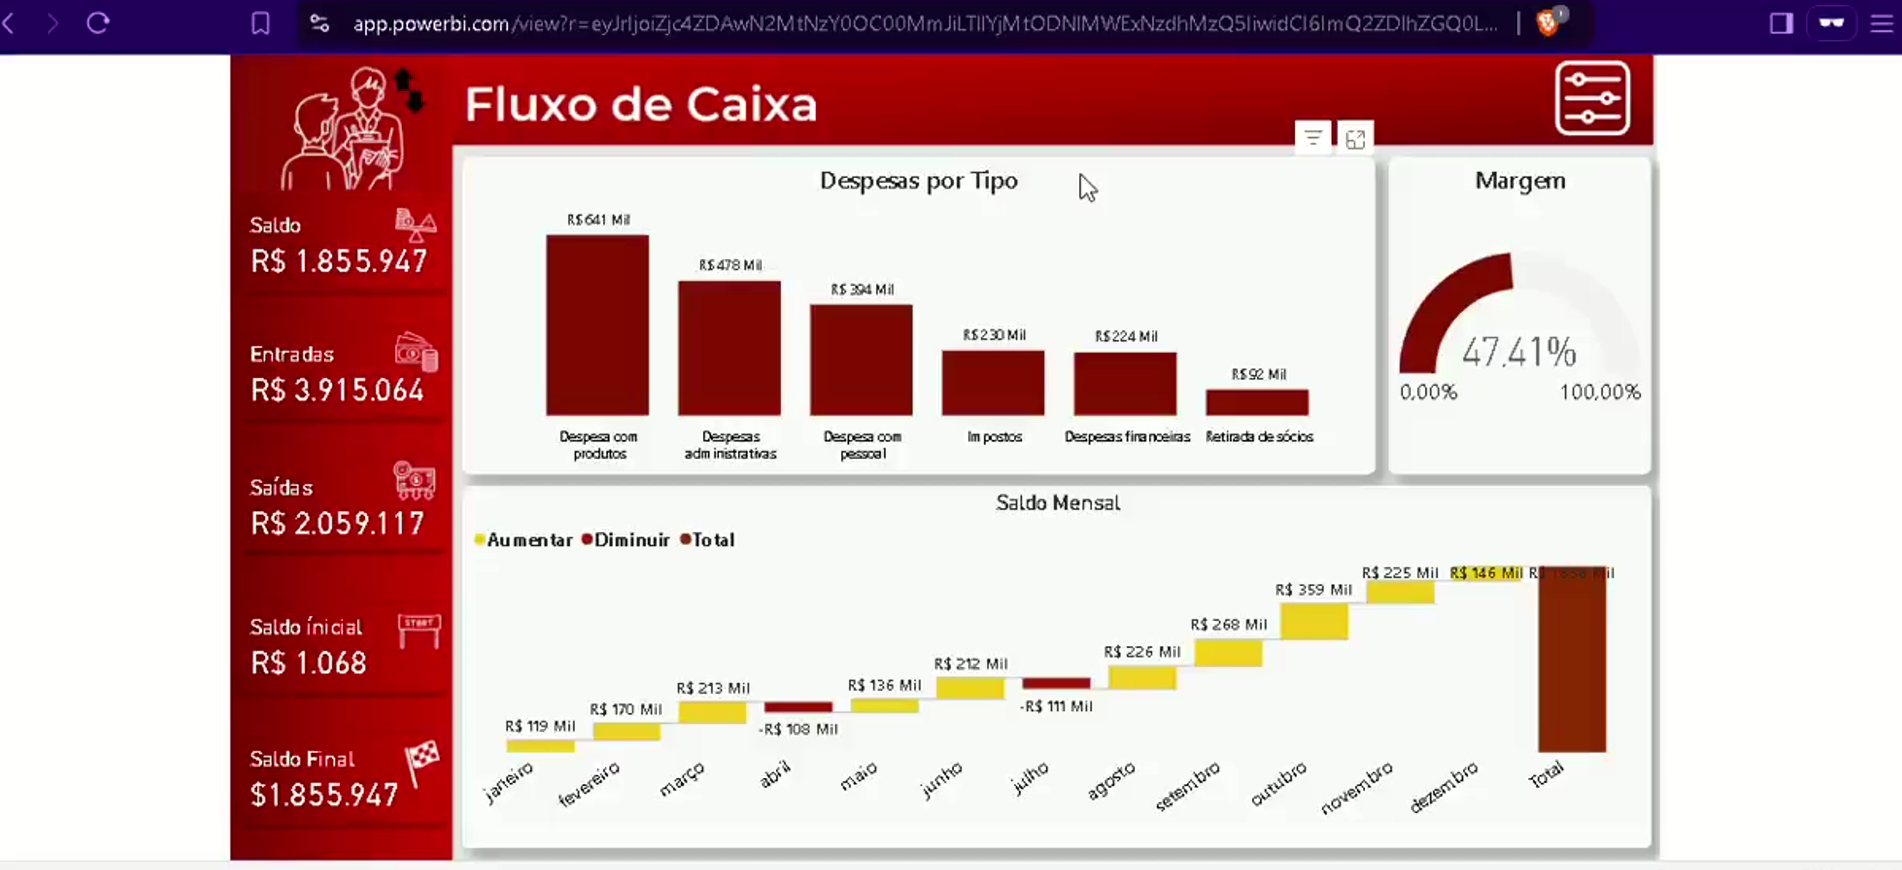 app.powerbi.com
Fluxo de Caixa
Saldo
R$ 1.855.947
Entradas
R$ 3.915.064
Saídas
R$ 2.059.117
START
Saldo ínicial
R$ 1.068
Saldo Final
$1.855.947
Despesas por Tipo
R$ 641 Mil
R$ 478 Mil
R$ 394 Mil
R$ 230 Mil
R$ 224 Mil
R$ 92 Mil
Despesa com
produtos
Despesas
administrativas
Despesa com
pessoal
Impostos
Despesas financeiras
Retirada de sócios
Margem
47,41%
0,00%
100,00%
Saldo Mensal
Aumentar Diminuir Total
R$ 119 Mil
R$ 170 Mil
R$ 213 Mil
-R$ 108 Mil
R$ 136 Mil
R$ 212 Mil
-R$ 111 Mil
R$ 226 Mil
R$ 268 Mil
R$ 359 Mil
R$ 225 Mil
R$ 146 Mil
janeiro
fevereiro
março
abril
maio
junho
julho
agosto
setembro
outubro
novembro
dezembro
Total